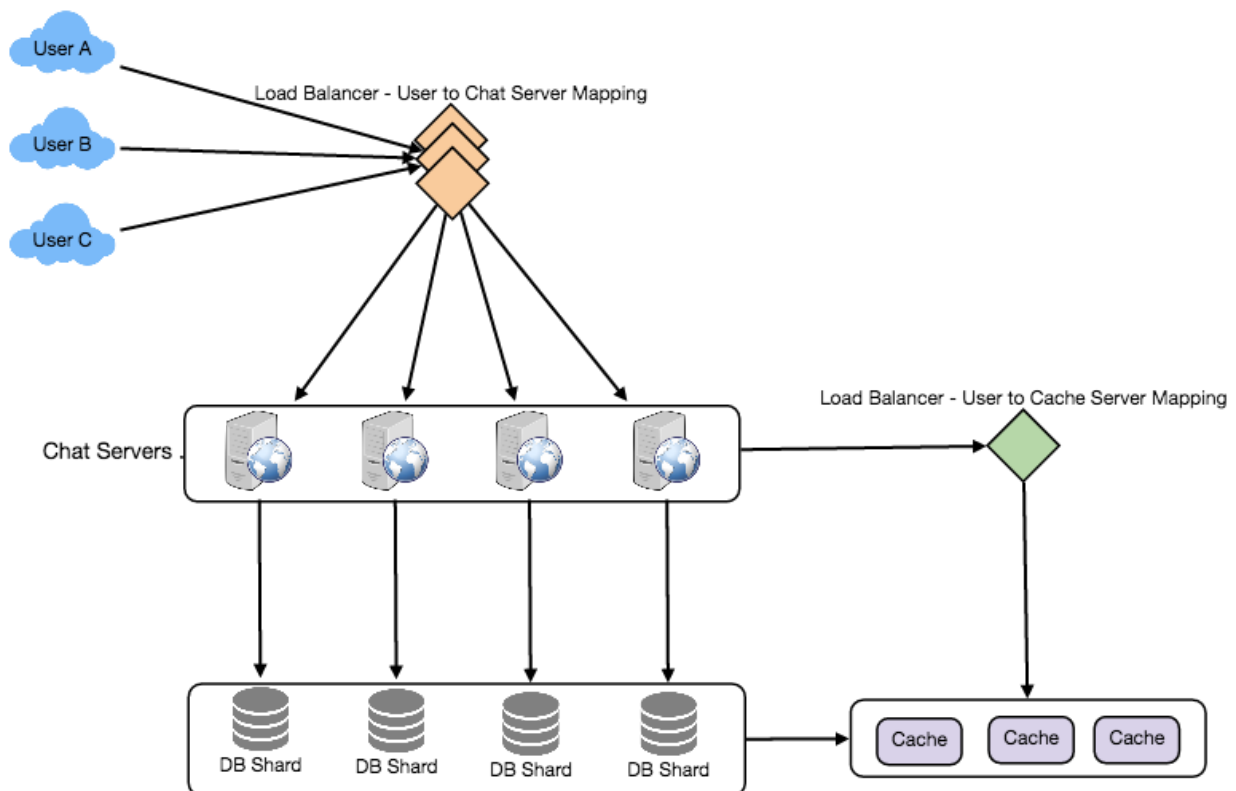 User A
Load Balancer - User to Chat Server Mapping
User B
User C
Load Balancer - User to Cache Server Mapping
Chat Servers
DB Shard
DB Shard
DB Shard
DB Shard
Cache
Cache
Cache